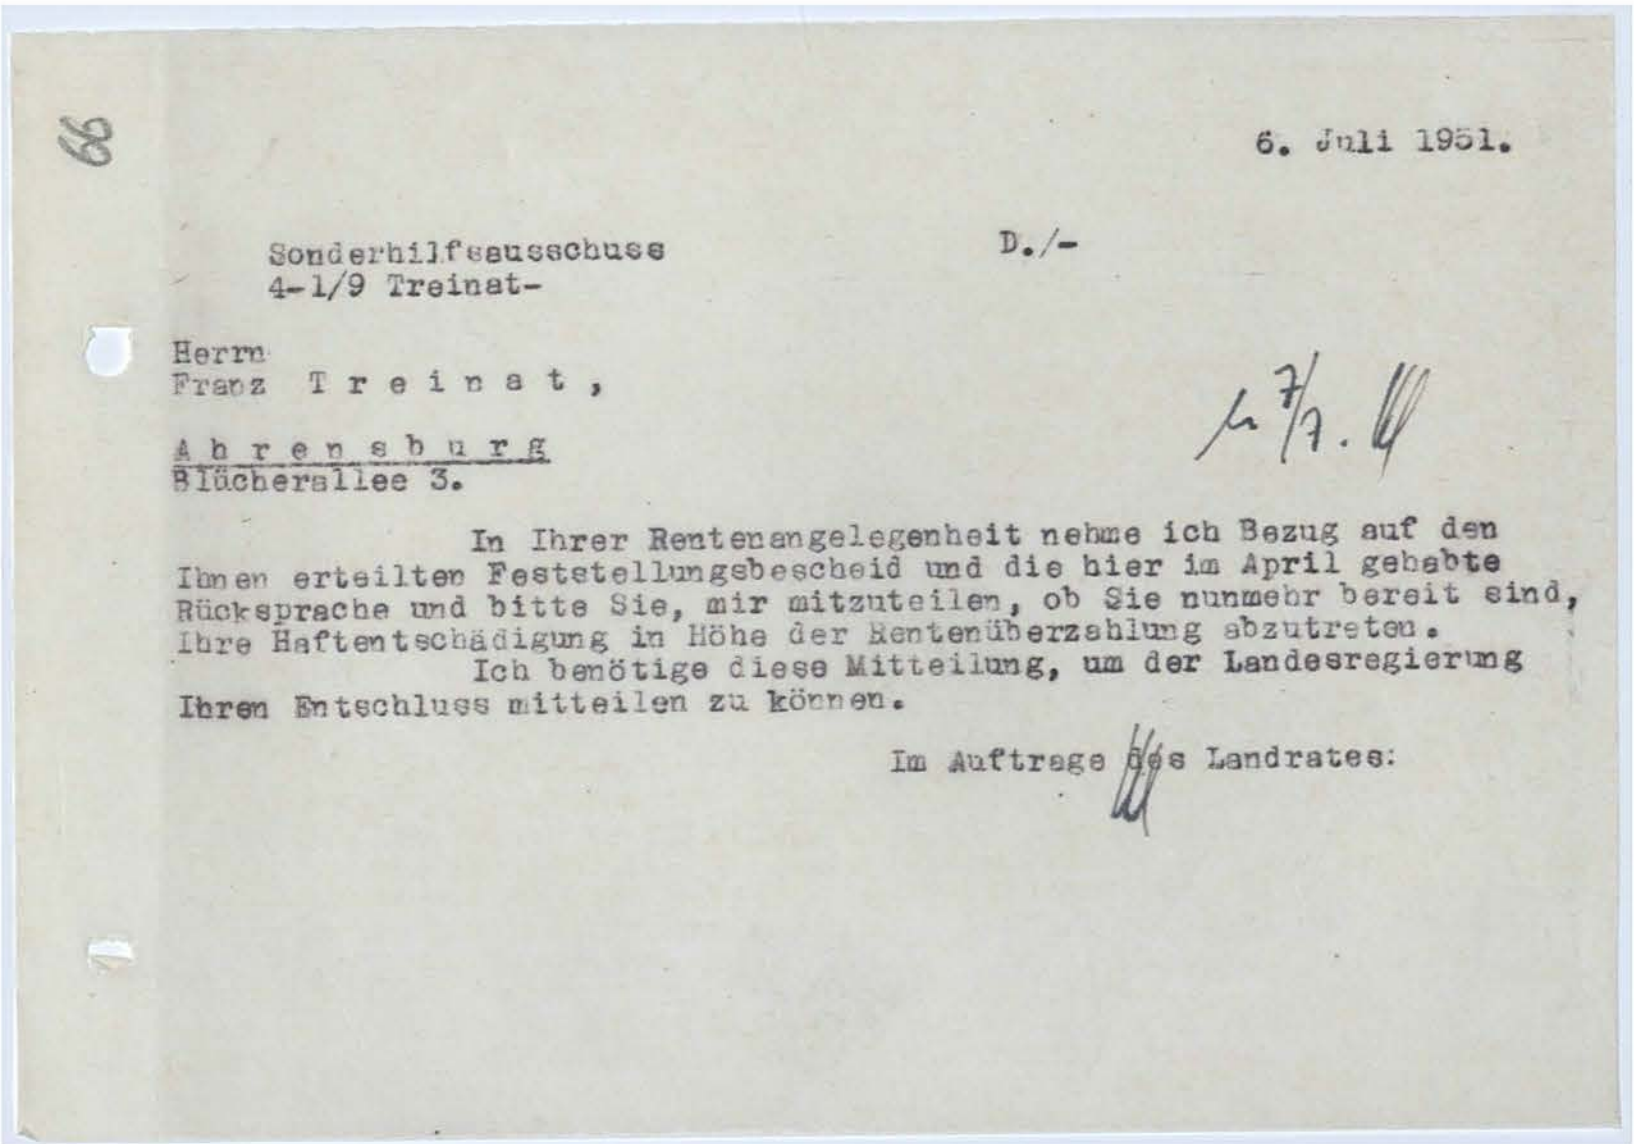 66
6. Juli 1951.
Sonderhilfsausschuss D./-
4-1/9 Treinat-
Herrn
Franz T r e i n a t ,
7/7.
A h r e n s b u r g
Blücherallee 3.
In Ihrer Rentenangelegenheit nehme ich Bezug auf den
Ihnen erteilten Feststellungsbescheid und die hier im April gehabte
Rücksprache und bitte Sie, mir mitzuteilen, ob Sie nunmehr bereit sind,
Ihre Haftentschädigung in Höhe der Rentenüberzahlung abzutreten.
Ich benötige diese Mitteilung, um der Landesregierung
Ihren Entschluss mitteilen zu können.
Im Auftrage des Landrates: